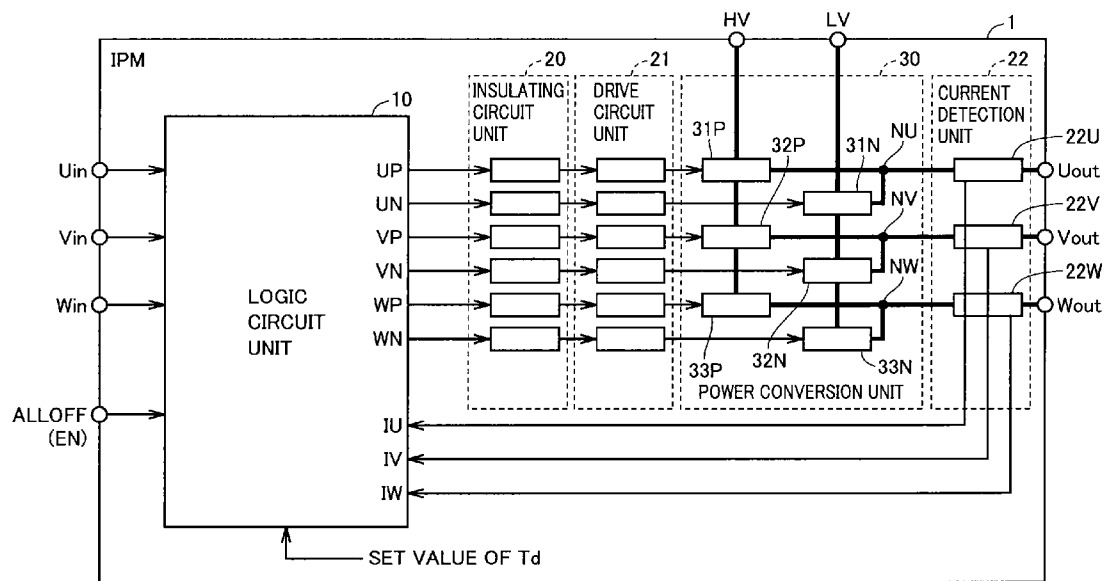 HV
LV
1
IPM
20
21
30
22
INSULATING
CIRCUIT
UNIT
DRIVE
CIRCUIT
UNIT
CURRENT
DETECTION
UNIT
10
31P
32P
31N
NU
22U
Uin
UP
Uout
UN
NV
22V
Vin
VP
Vout
VN
NW
22W
Win
LOGIC
CIRCUIT
UNIT
WP
Wout
WN
33P
32N
33N
POWER CONVERSION UNIT
ALLOFF
(EN)
IU
IV
IW
SET VALUE OF Td